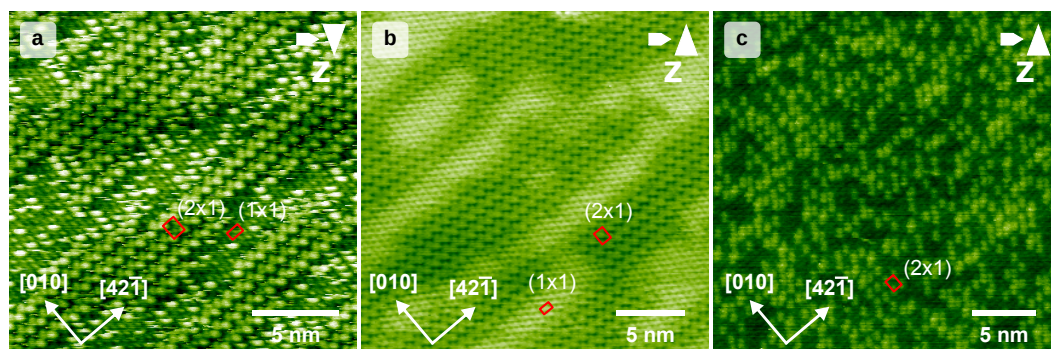 a
z
(2x1) (1x1)
[010] [421̅]
5 nm
b
z
(2x1)
(1x1)
[010] [421̅]
5 nm
c
z
(2x1)
[010] [421̅]
5 nm